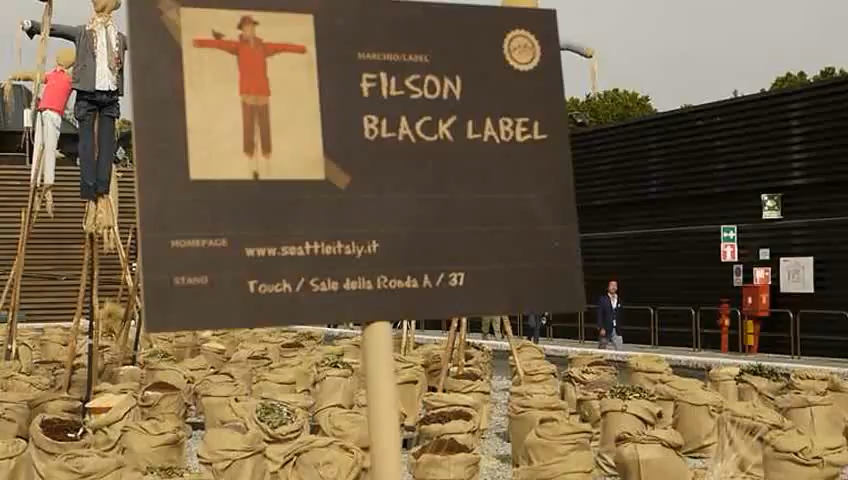 MARCHIO/LABEL
FILSON
BLACK LABEL
HOMEPAGE www.seattleitaly.it
STAND Touch / Sale della Ronda A / 37